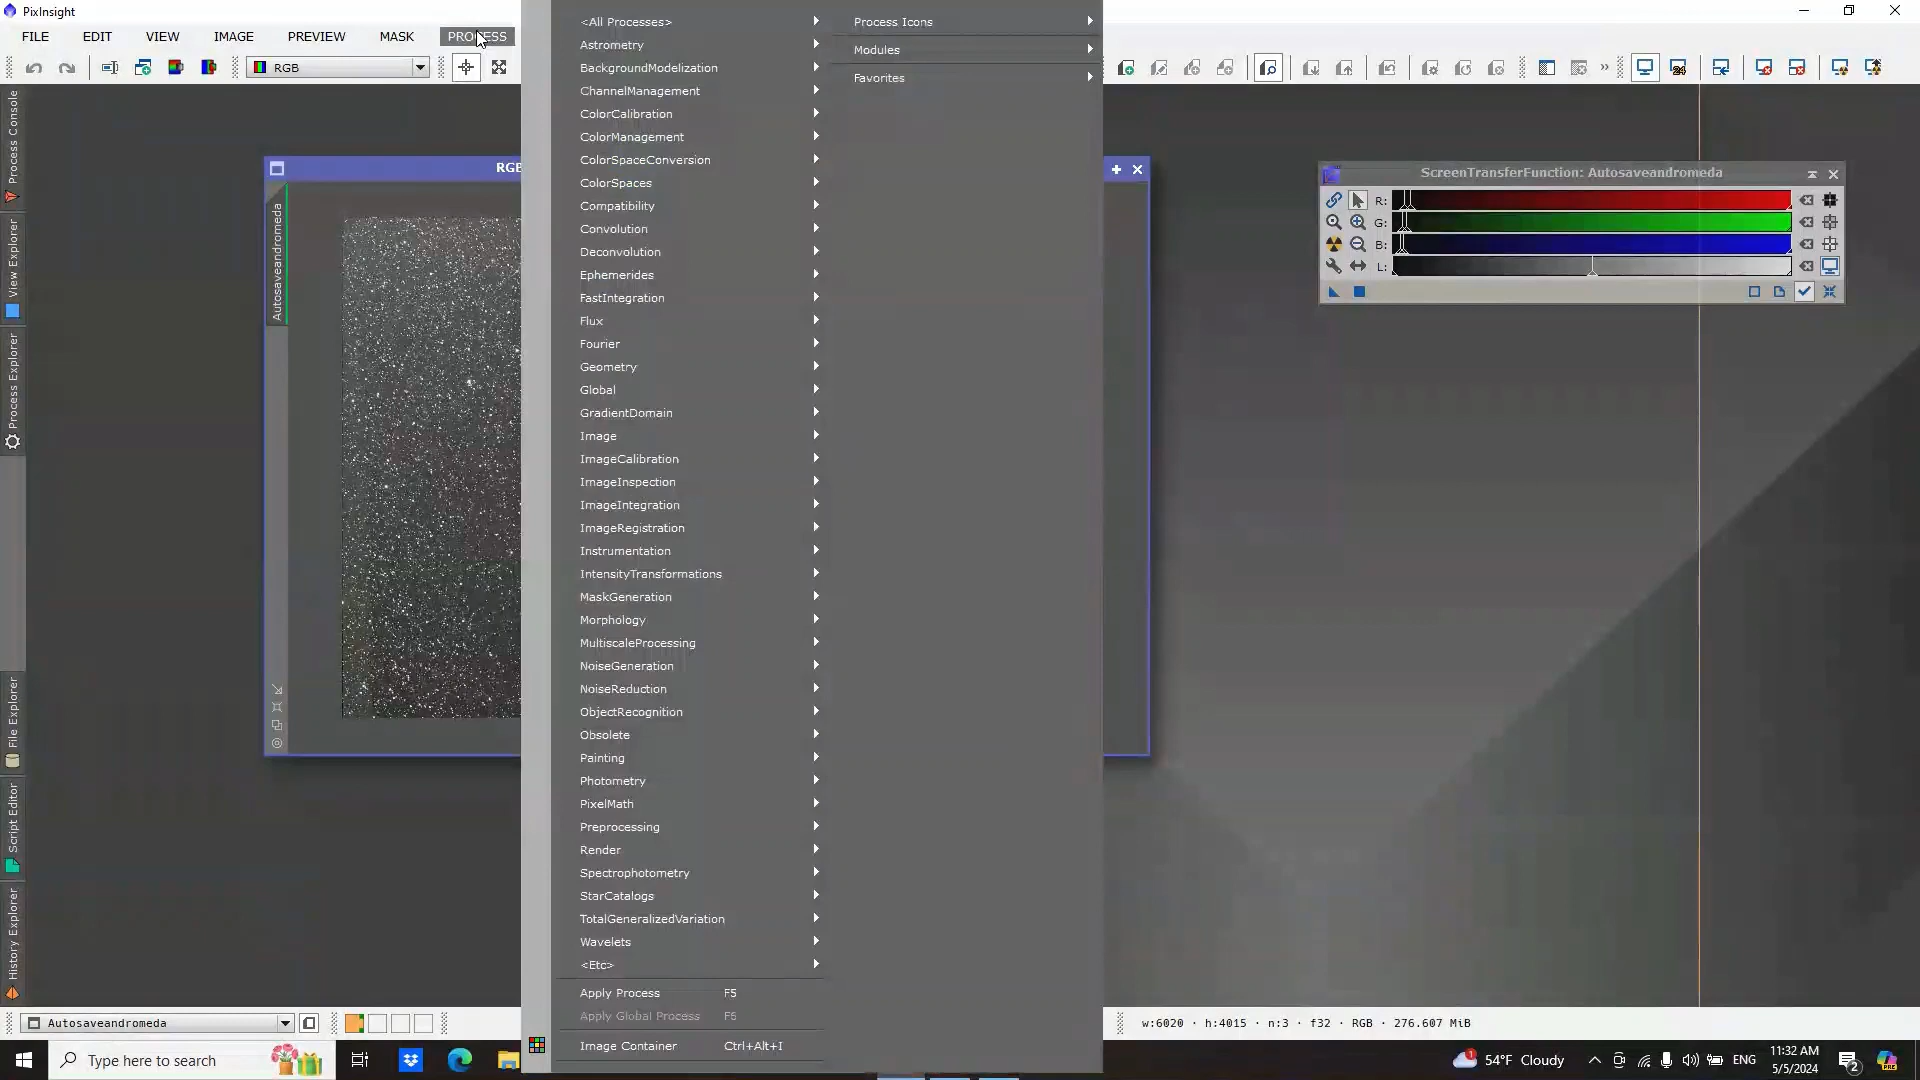 PixInsight
FILE EDIT VIEW IMAGE PREVIEW MASK PROCESS
RGB
Process Console
View Explorer
Process Explorer
File Explorer
Script Editor
History Explorer
RGB
Autosaveandromeda
<All Processes>
Astrometry
BackgroundModelization
ChannelManagement
ColorCalibration
ColorManagement
ColorSpaceConversion
ColorSpaces
Compatibility
Convolution
Deconvolution
Ephemerides
FastIntegration
Flux
Fourier
Geometry
Global
GradientDomain
Image
ImageCalibration
ImageInspection
ImageIntegration
ImageRegistration
Instrumentation
IntensityTransformations
MaskGeneration
Morphology
MultiscaleProcessing
NoiseGeneration
NoiseReduction
ObjectRecognition
Obsolete
Painting
Photometry
PixelMath
Preprocessing
Render
Spectrophotometry
StarCatalogs
TotalGeneralizedVariation
Wavelets
<Etc>
Apply Process F5
Apply Global Process F5
Image Container Ctrl+Alt+I
Process Icons
Modules
Favorites
24
ScreenTransferFunction: Autosaveandromeda
R:
G:
B:
L:
Autosaveandromeda
w:6020 · h:4015 · n:3 · f32 · RGB · 276.607 MiB
Type here to search
1
54°F Cloudy
ENG
11:32 AM
5/5/2024
2
PRE